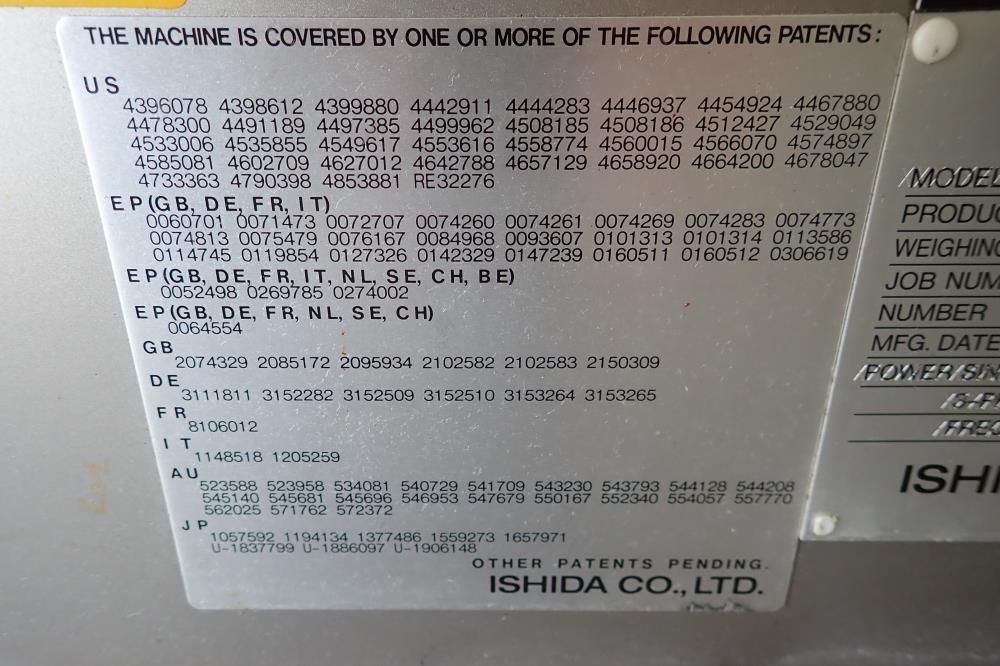 THE MACHINE IS COVERED BY ONE OR MORE OF THE FOLLOWING PATENTS:
US
4396078 4398612 4399880 4442911 4444283 4446937 4454924 4467880
4478300 4491189 4497385 4499962 4508185 4508186 4512427 4529049
4533006 4535855 4549617 4553616 4558774 4560015 4566070 4574897
4585081 4602709 4627012 4642788 4657129 4658920 4664200 4678047
4733363 4790398 4853881 RE32276
EP(GB, DE, FR, IT)
0060701 0071473 0072707 0074260 0074261 0074269 0074283 0074773
0074813 0075479 0076167 0084968 0093607 0101313 0101314 0113586
0114745 0119854 0127326 0142329 0147239 0160511 0160512 0306619
EP(GB, DE, FR, IT, NL, SE, CH, BE)
0052498 0269785 0274002
EP(GB, DE, FR, NL, SE, CH)
0064554
GB
2074329 2085172 2095934 2102582 2102583 2150309
DE
3111811 3152282 3152509 3152510 3153264 3153265
FR
8106012
IT
1148518 1205259
AU
523588 523958 534081 540729 541709 543230 543793 544128 544208
545140 545681 545696 546953 547679 550167 552340 554057 557770
562025 571762 572372
JP
1057592 1194134 1377486 1559273 1657971
U-1837799 U-1886097 U-1906148
OTHER PATENTS PENDING.
ISHIDA CO., LTD.
MODEL
PRODUC
WEIGHING
JOB NUM
NUMBER
MFG. DATE
POWER/SIN
/FREQ
ISHI